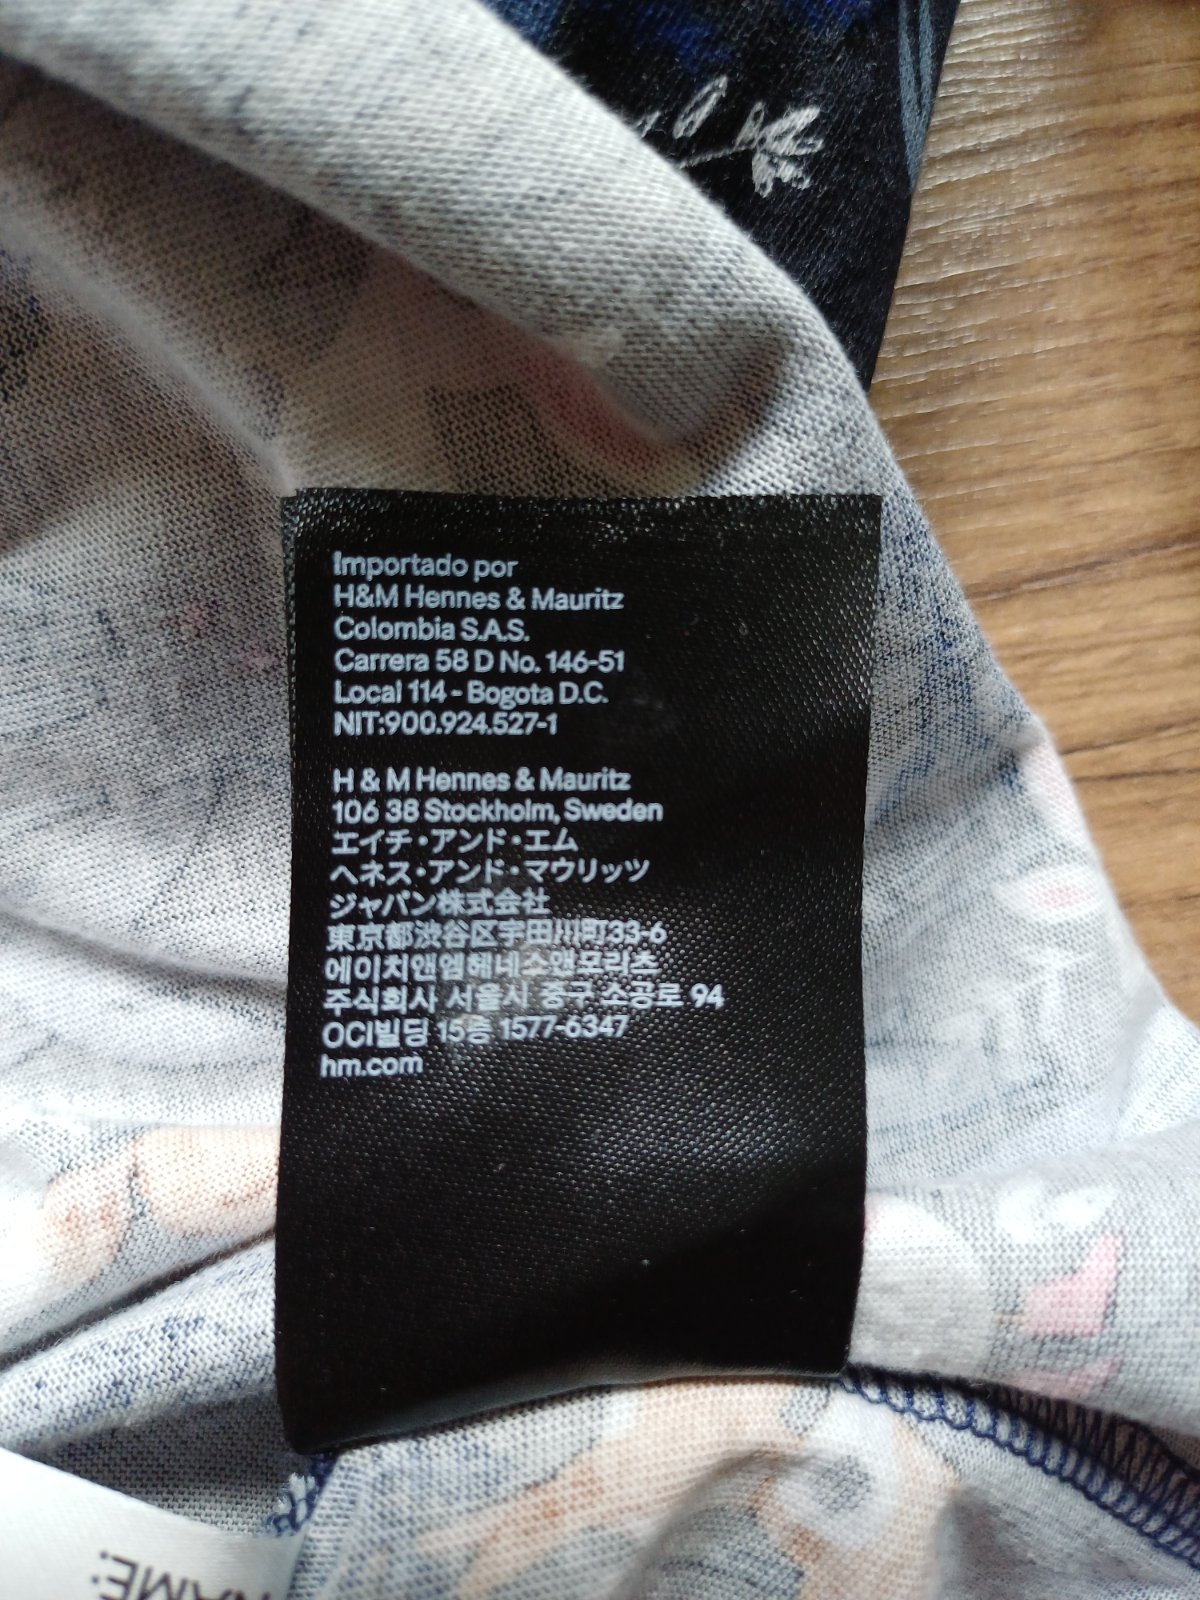 Importado por
H&M Hennes & Mauritz
Colombia S.A.S.
Carrera 58 D No. 146-51
Local 114 - Bogota D.C.
NIT:900.924.527-1
H & M Hennes & Mauritz
106 38 Stockholm, Sweden
エイチ・アンド・エム
ヘネス・アンド・マウリッツ
ジャパン株式会社
東京都渋谷区宇田川町33-6
에이치앤엠헤네스앤모리츠
주식회사 서울시 중구 소공로 94
OCI빌딩 15층 1577-6347
hm.com
NAME: